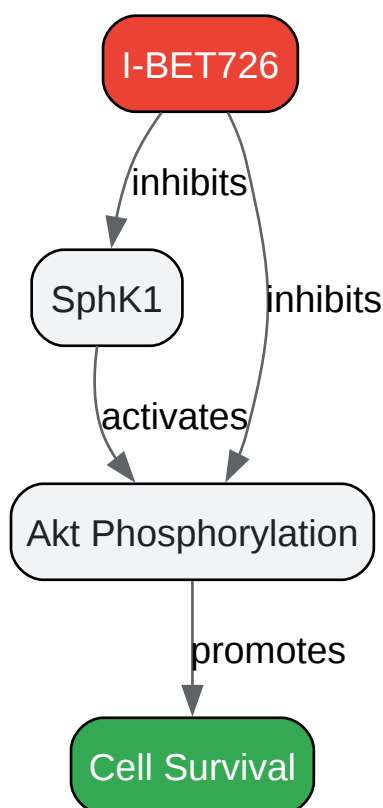 I-BET726
inhibits
SphK1
inhibits
activates
Akt Phosphorylation
promotes
Cell Survival